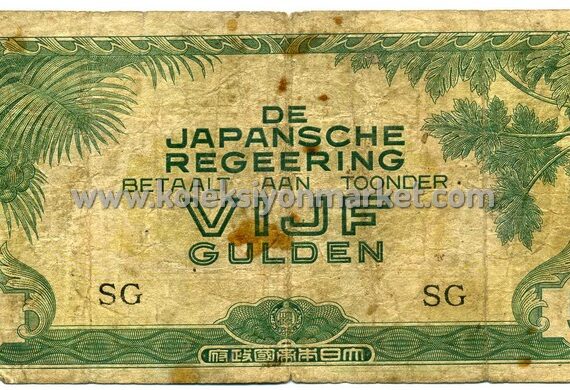 DE
JAPANSCHE
REGEERING
BETAALT AAN TOONDER
www.koleksiyonmarket.com
VIJF
GULDEN
SG SG
府政國帝本日大